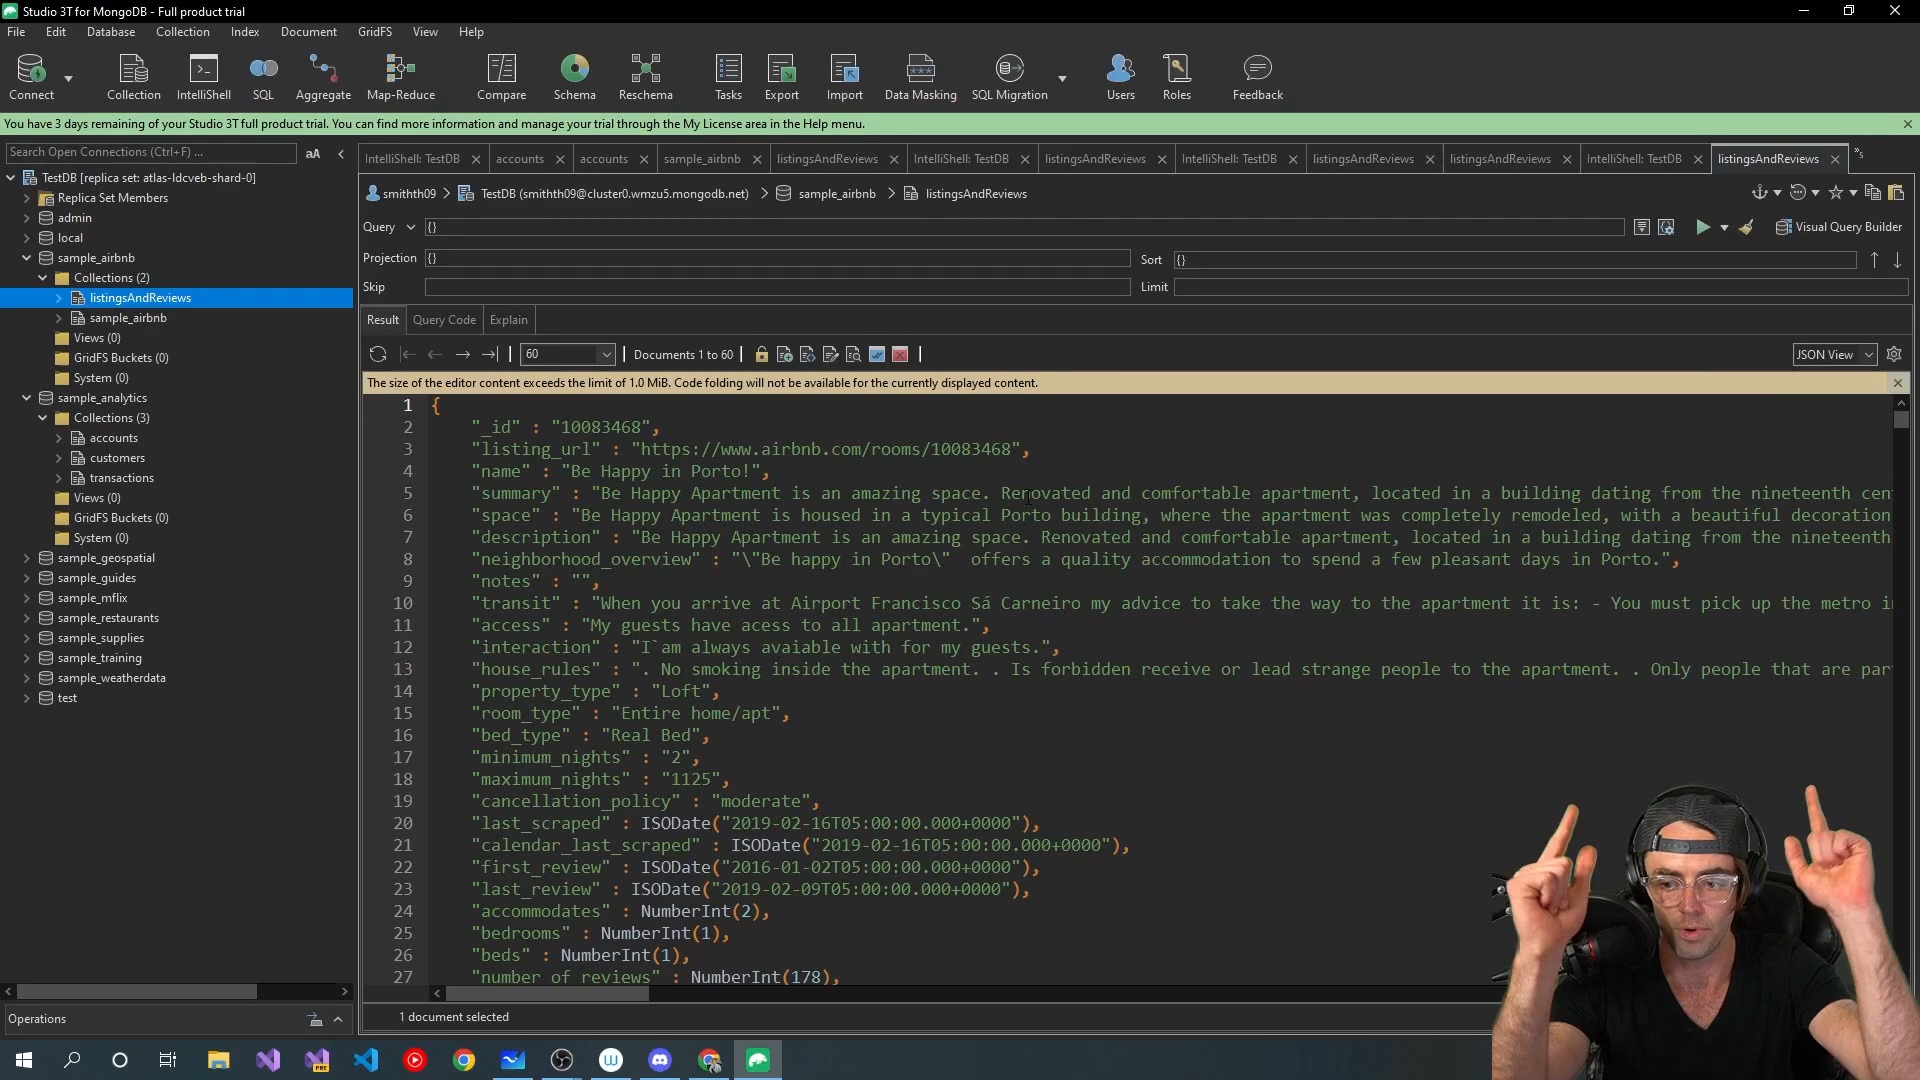 Studio 3T for MongoDB - Full product trial
File Edit Database Collection Index Document GridFS View Help
Connect Collection IntelliShell SQL Aggregate Map-Reduce Compare Schema Reschema Tasks Export Import Data Masking SQL Migration Users Roles Feedback
You have 3 days remaining of your Studio 3T full product trial. You can find more information and manage your trial through the My License area in the Help menu.
Search Open Connections (Ctrl+F) ... aA
TestDB [replica set: atlas-ldcveb-shard-0]
Replica Set Members
admin
local
sample_airbnb
Collections (2)
listingsAndReviews
sample_airbnb
Views (0)
GridFS Buckets (0)
System (0)
sample_analytics
Collections (3)
accounts
customers
transactions
Views (0)
GridFS Buckets (0)
System (0)
sample_geospatial
sample_guides
sample_mflix
sample_restaurants
sample_supplies
sample_training
sample_weatherdata
test
Operations
IntelliShell: TestDB accounts accounts sample_airbnb listingsAndReviews IntelliShell: TestDB listingsAndReviews IntelliShell: TestDB listingsAndReviews listingsAndReviews IntelliShell: TestDB listingsAndReviews »5
smithth09 TestDB (smithth09@cluster0.wmzu5.mongodb.net) sample_airbnb listingsAndReviews
Query {} Visual Query Builder
Projection {} Sort {}
Skip Limit
Result Query Code Explain
60 Documents 1 to 60 JSON View
The size of the editor content exceeds the limit of 1.0 MiB. Code folding will not be available for the currently displayed content.
1 {
2 "_id" : "10083468",
3 "listing_url" : "https://www.airbnb.com/rooms/10083468",
4 "name" : "Be Happy in Porto!",
5 "summary" : "Be Happy Apartment is an amazing space. Renovated and comfortable apartment, located in a building dating from the nineteenth cen
6 "space" : "Be Happy Apartment is housed in a typical Porto building, where the apartment was completely remodeled, with a beautiful decoration
7 "description" : "Be Happy Apartment is an amazing space. Renovated and comfortable apartment, located in a building dating from the nineteenth
8 "neighborhood_overview" : "\"Be happy in Porto\"  offers a quality accommodation to spend a few pleasant days in Porto.",
9 "notes" : "",
10 "transit" : "When you arrive at Airport Francisco Sá Carneiro my advice to take the way to the apartment it is: - You must pick up the metro i
11 "access" : "My guests have acess to all apartment.",
12 "interaction" : "I`am always avaiable with for my guests.",
13 "house_rules" : ". No smoking inside the apartment. . Is forbidden receive or lead strange people to the apartment. . Only people that are par
14 "property_type" : "Loft",
15 "room_type" : "Entire home/apt",
16 "bed_type" : "Real Bed",
17 "minimum_nights" : "2",
18 "maximum_nights" : "1125",
19 "cancellation_policy" : "moderate",
20 "last_scraped" : ISODate("2019-02-16T05:00:00.000+0000"),
21 "calendar_last_scraped" : ISODate("2019-02-16T05:00:00.000+0000"),
22 "first_review" : ISODate("2016-01-02T05:00:00.000+0000"),
23 "last_review" : ISODate("2019-02-09T05:00:00.000+0000"),
24 "accommodates" : NumberInt(2),
25 "bedrooms" : NumberInt(1),
26 "beds" : NumberInt(1),
27 "number_of_reviews" : NumberInt(178),
1 document selected